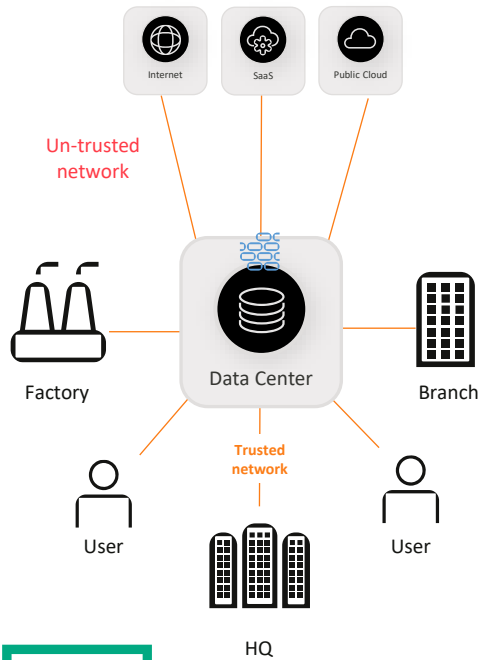 Internet
SaaS
Public Cloud
Un-trusted
network
Factory
Data Center
Branch
Trusted
network
User
User
HQ